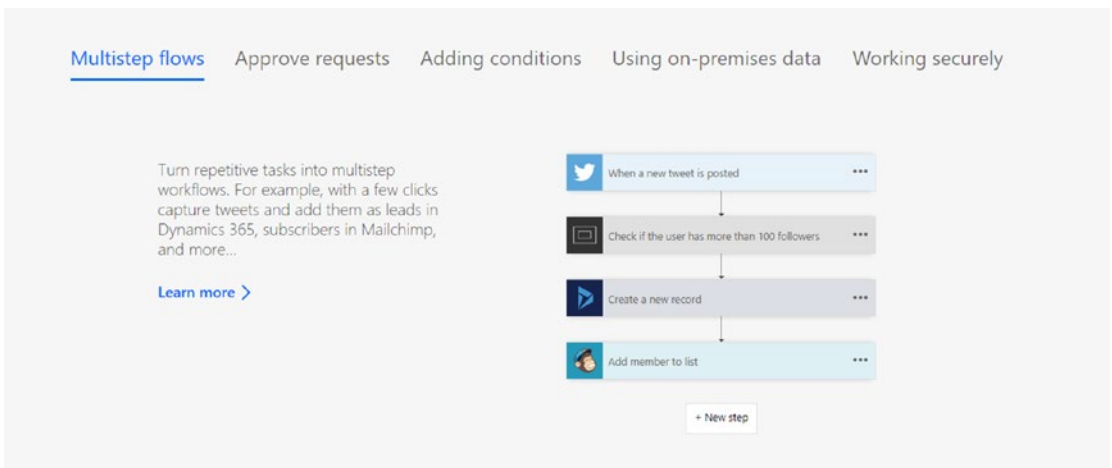 Multistep flows Approve requests Adding conditions Using on-premises data Working securely
Turn repetitive tasks into multistep
workflows. For example, with a few clicks
capture tweets and add them as leads in
Dynamics 365, subscribers in Mailchimp,
and more...
Learn more
When a new tweet is posted
Check if the user has more than 100 followers
Create a new record
Add member to list
+ New step